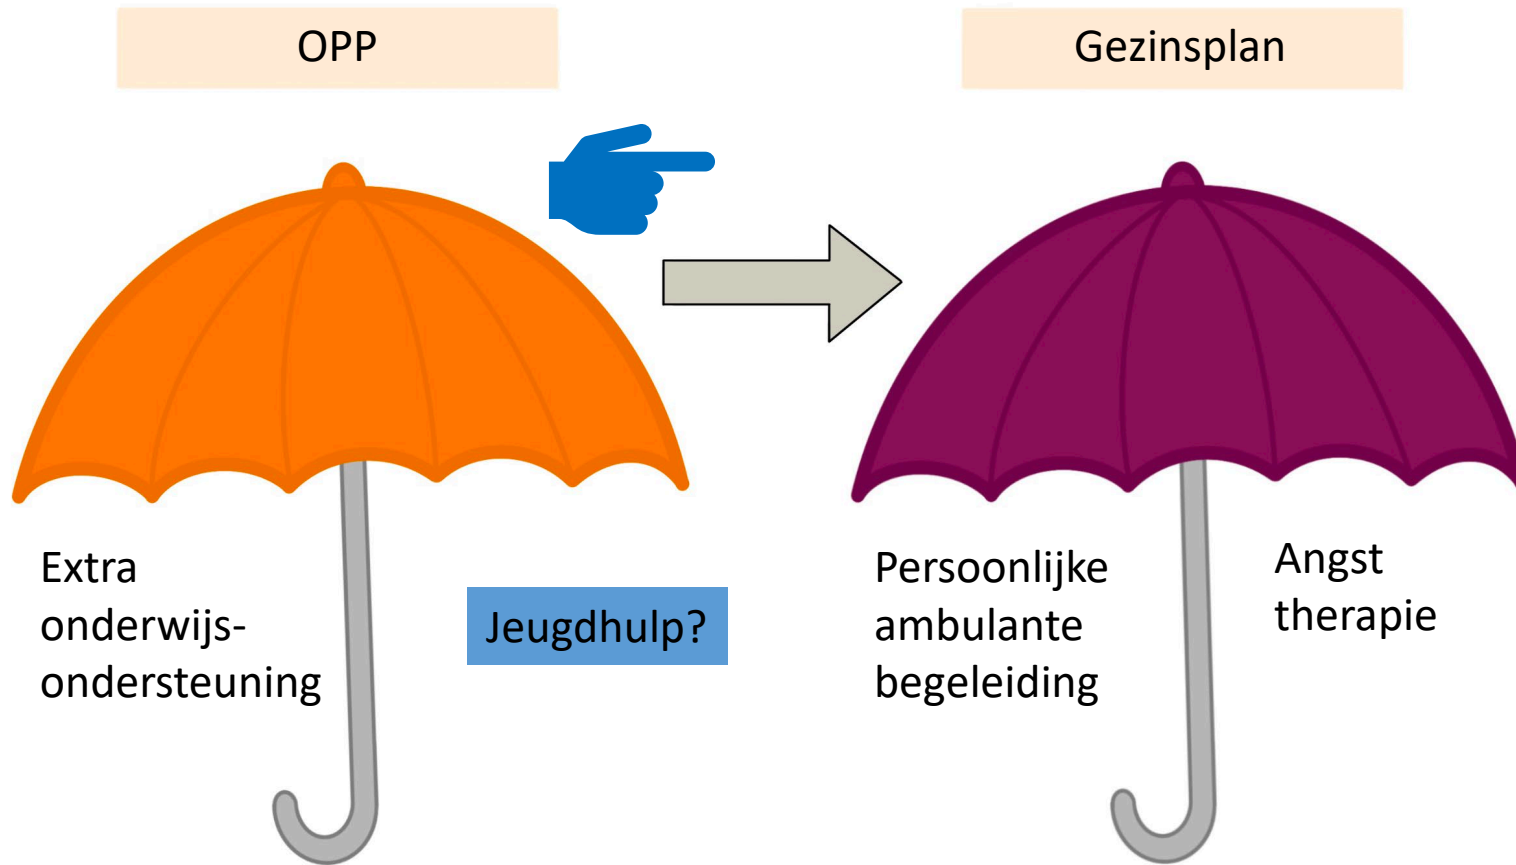 OPP
Gezinsplan
Extra
onderwijs-
ondersteuning
Jeugdhulp?
Persoonlijke
ambulante
begeleiding
Angst
therapie